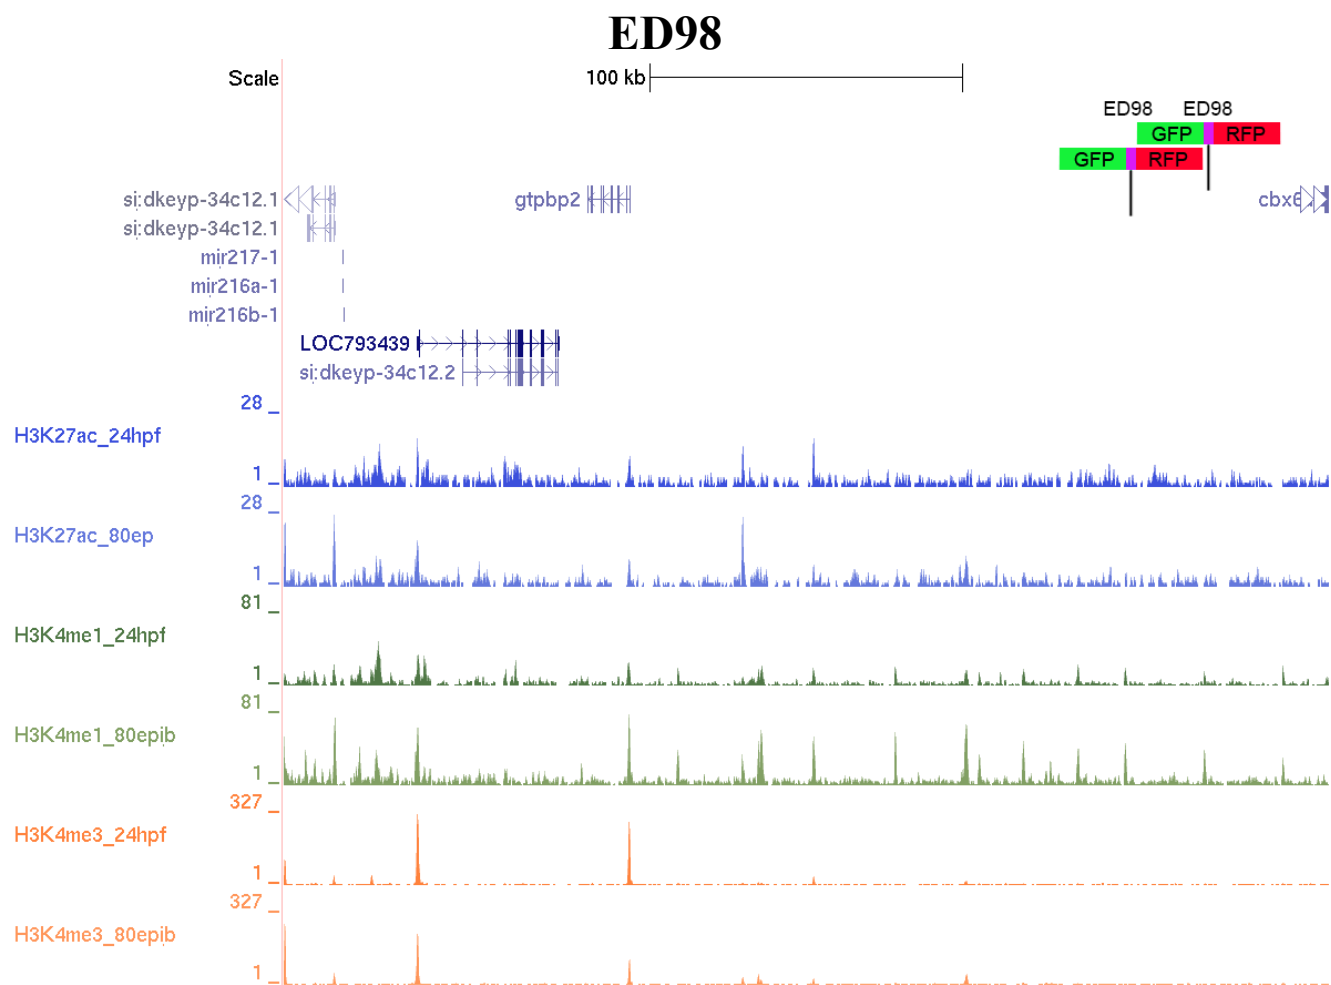 ED98
Scale 100 kb
ED98 ED98
GFP RFP
GFP RFP
si:dkeyp-34c12.1 gtpbp2 cbx6
si:dkeyp-34c12.1
mir217-1
mir216a-1
mir216b-1
LOC793439
si:dkeyp-34c12.2
28
H3K27ac_24hpf
1
28
H3K27ac_80ep
1
81
H3K4me1_24hpf
1
81
H3K4me1_80epib
1
327
H3K4me3_24hpf
1
327
H3K4me3_80epib
1